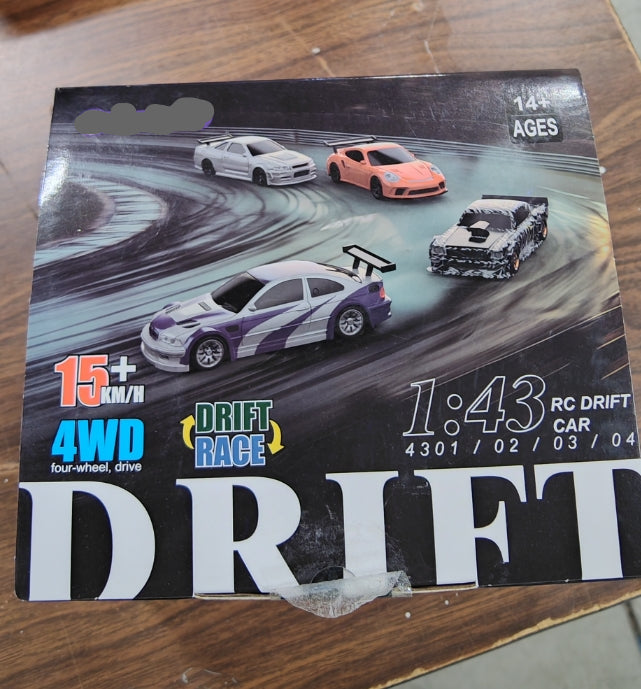 14+
AGES
15+
KM/H
4WD
four-wheel, drive
DRIFT
RACE
1:43 RC DRIFT
CAR
4301 / 02 / 03 / 04
DRIFT